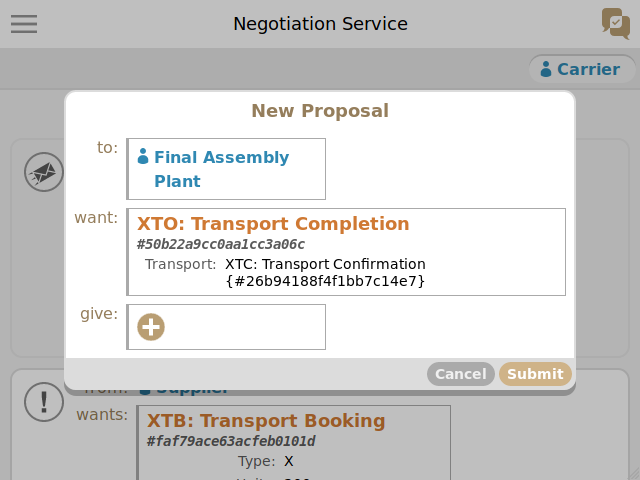 Negotiation Service
Carrier
New Proposal
to:
Final Assembly
Plant
want:
XTO: Transport Completion
#50b22a9cc0aa1cc3a06c
Transport: XTC: Transport Confirmation
{#26b94188f4f1bb7c14e7}
give:
Cancel
Submit
from: Supplier
wants:
XTB: Transport Booking
#faf79ace63acfeb0101d
Type: X